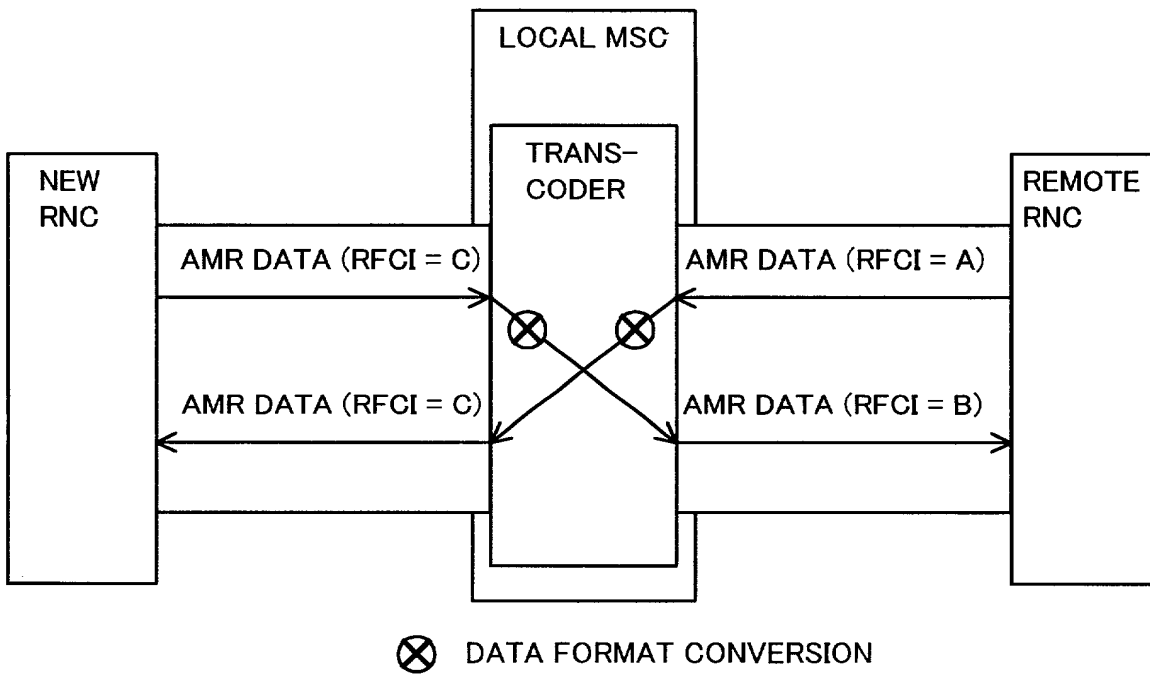 LOCAL MSC
TRANS-
CODER
NEW
RNC
REMOTE
RNC
AMR DATA (RFCI = C)
AMR DATA (RFCI = A)
AMR DATA (RFCI = C)
AMR DATA (RFCI = B)
DATA FORMAT CONVERSION